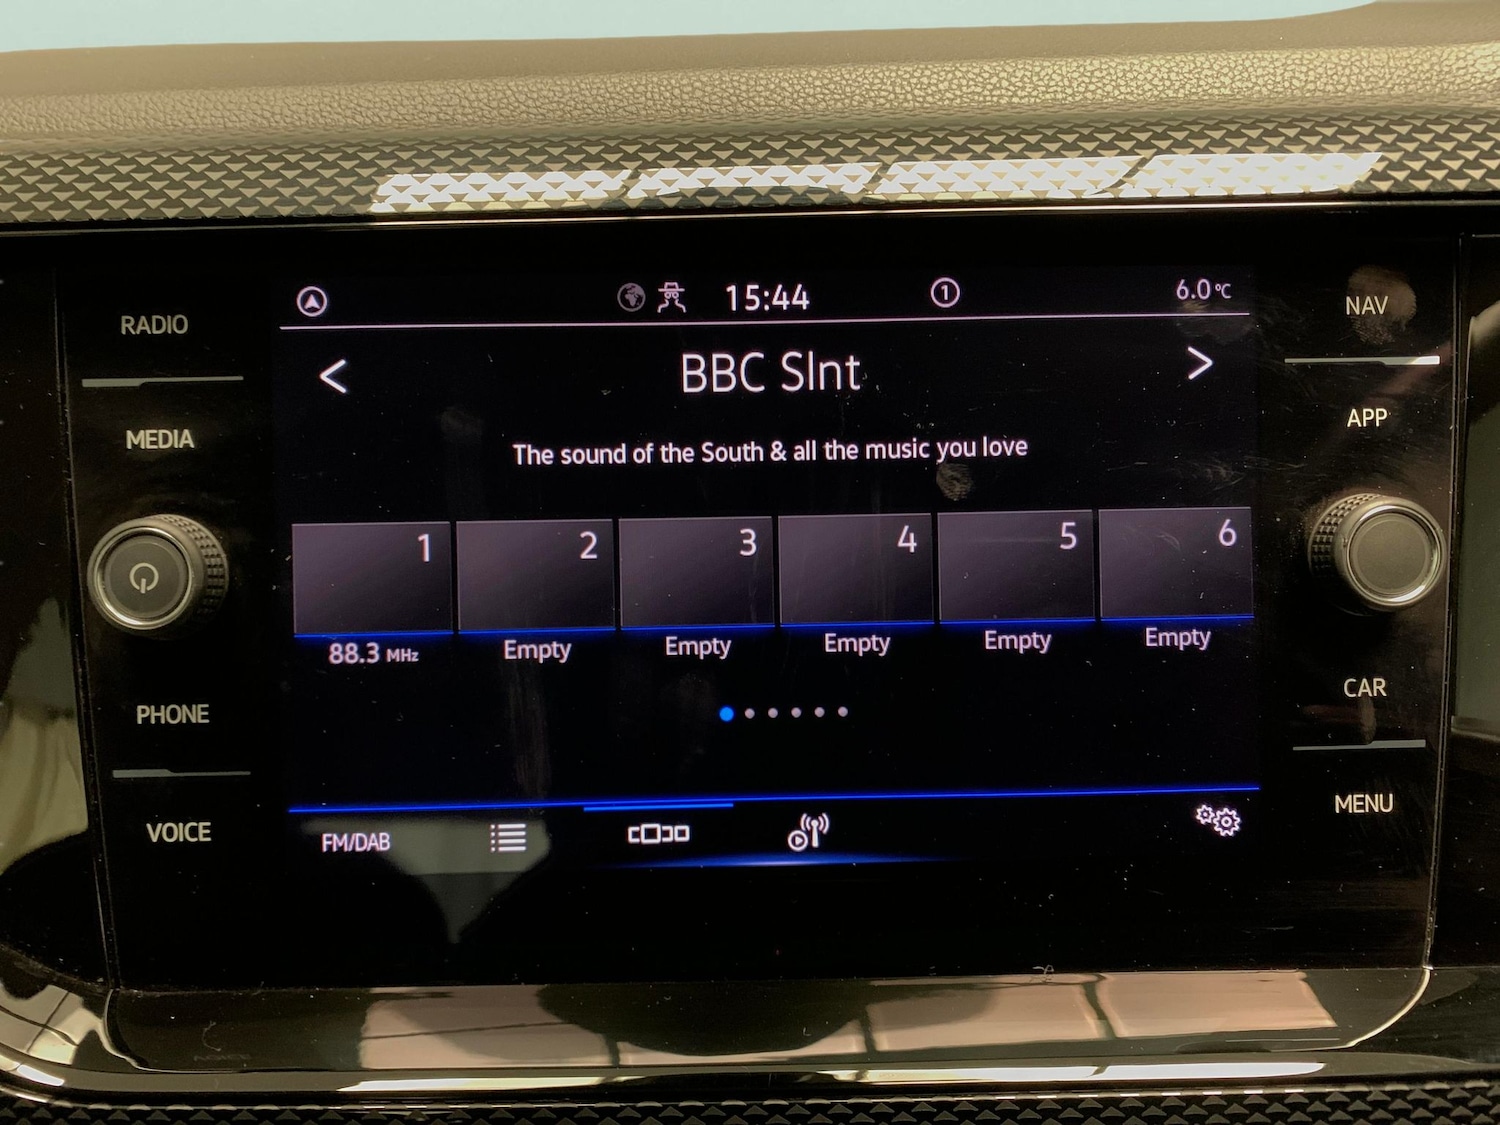 RADIO
MEDIA
PHONE
VOICE
15:44
1
6.0 °C
< BBC Slnt >
The sound of the South & all the music you love
1 2 3 4 5 6
88.3 MHz Empty Empty Empty Empty Empty
FM/DAB
NAV
APP
CAR
MENU